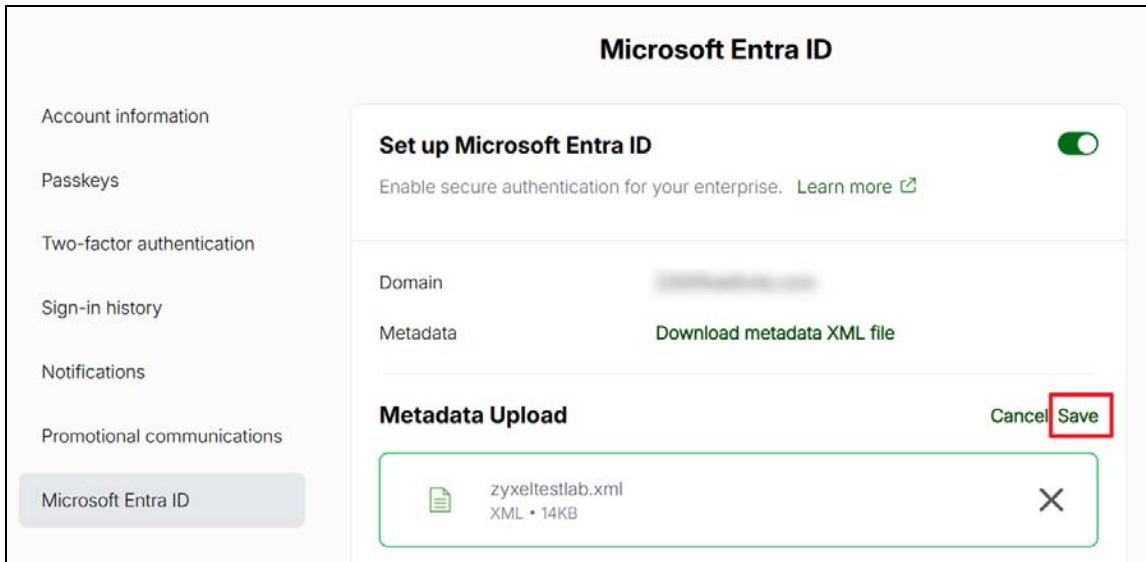 Microsoft Entra ID
Account information
Passkeys
Two-factor authentication
Sign-in history
Notifications
Promotional communications
Microsoft Entra ID
Set up Microsoft Entra ID
Enable secure authentication for your enterprise. Learn more
Domain
Metadata Download metadata XML file
Metadata Upload Cancel Save
zyxeltestlab.xml
XML • 14KB